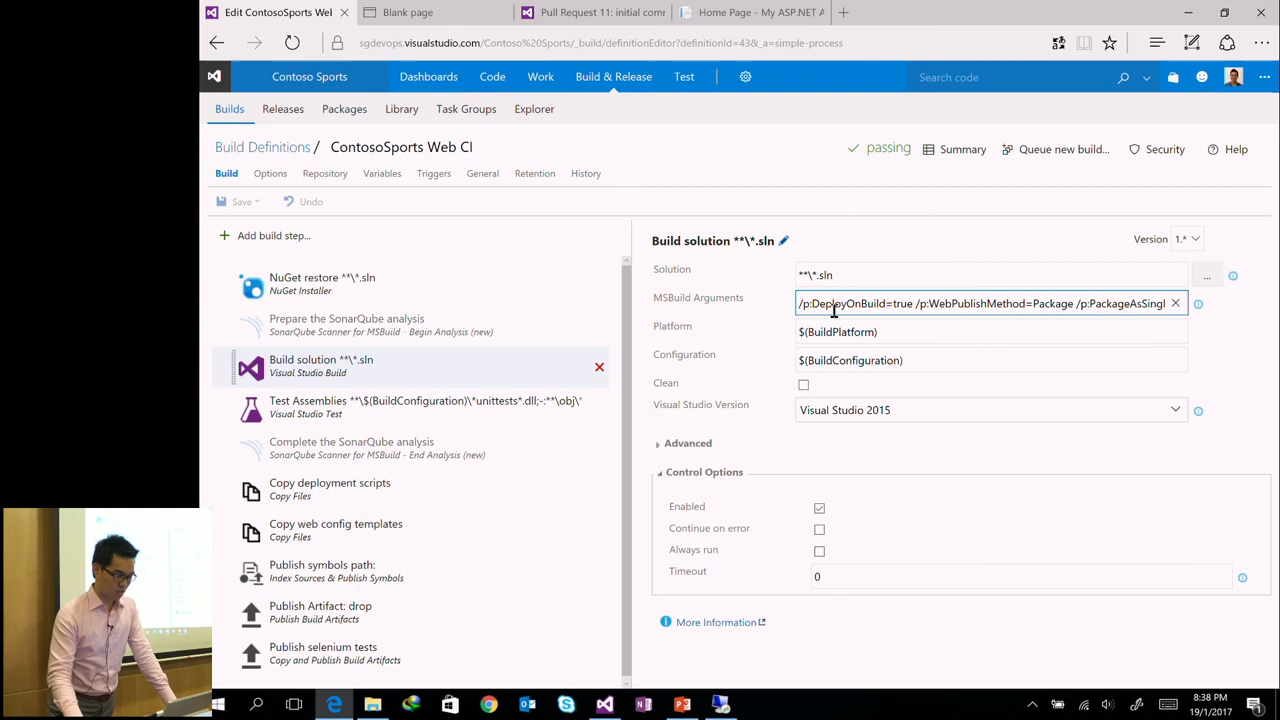 Edit ContosoSports Wel
Blank page
Pull Request 11: initial comr
Home Page - My ASP.NET A
sgdevops.visualstudio.com/Contoso%20Sports/_build/definitionEditor?definitionId=43&_a=simple-process
Contoso Sports
Dashboards
Code
Work
Build & Release
Test
Search code
Builds
Releases
Packages
Library
Task Groups
Explorer
Build Definitions / ContosoSports Web CI
passing
Summary
Queue new build...
Security
Help
Build
Options
Repository
Variables
Triggers
General
Retention
History
Save
Undo
Add build step...
NuGet restore **\*.sln
NuGet Installer
Prepare the SonarQube analysis
SonarQube Scanner for MSBuild - Begin Analysis (new)
Build solution **\*.sln
Visual Studio Build
Test Assemblies **\$(BuildConfiguration)\*unittests*.dll;-:**\obj\*
Visual Studio Test
Complete the SonarQube analysis
SonarQube Scanner for MSBuild - End Analysis (new)
Copy deployment scripts
Copy Files
Copy web config templates
Copy Files
Publish symbols path:
Index Sources & Publish Symbols
Publish Artifact: drop
Publish Build Artifacts
Publish selenium tests
Copy and Publish Build Artifacts
Build solution **\*.sln
Version 1.*
Solution
**\*.sln
...
MSBuild Arguments
/p:DeployOnBuild=true /p:WebPublishMethod=Package /p:PackageAsSingl
Platform
$(BuildPlatform)
Configuration
$(BuildConfiguration)
Clean
Visual Studio Version
Visual Studio 2015
Advanced
Control Options
Enabled
Continue on error
Always run
Timeout
0
More Information
8:38 PM
19/1/2017